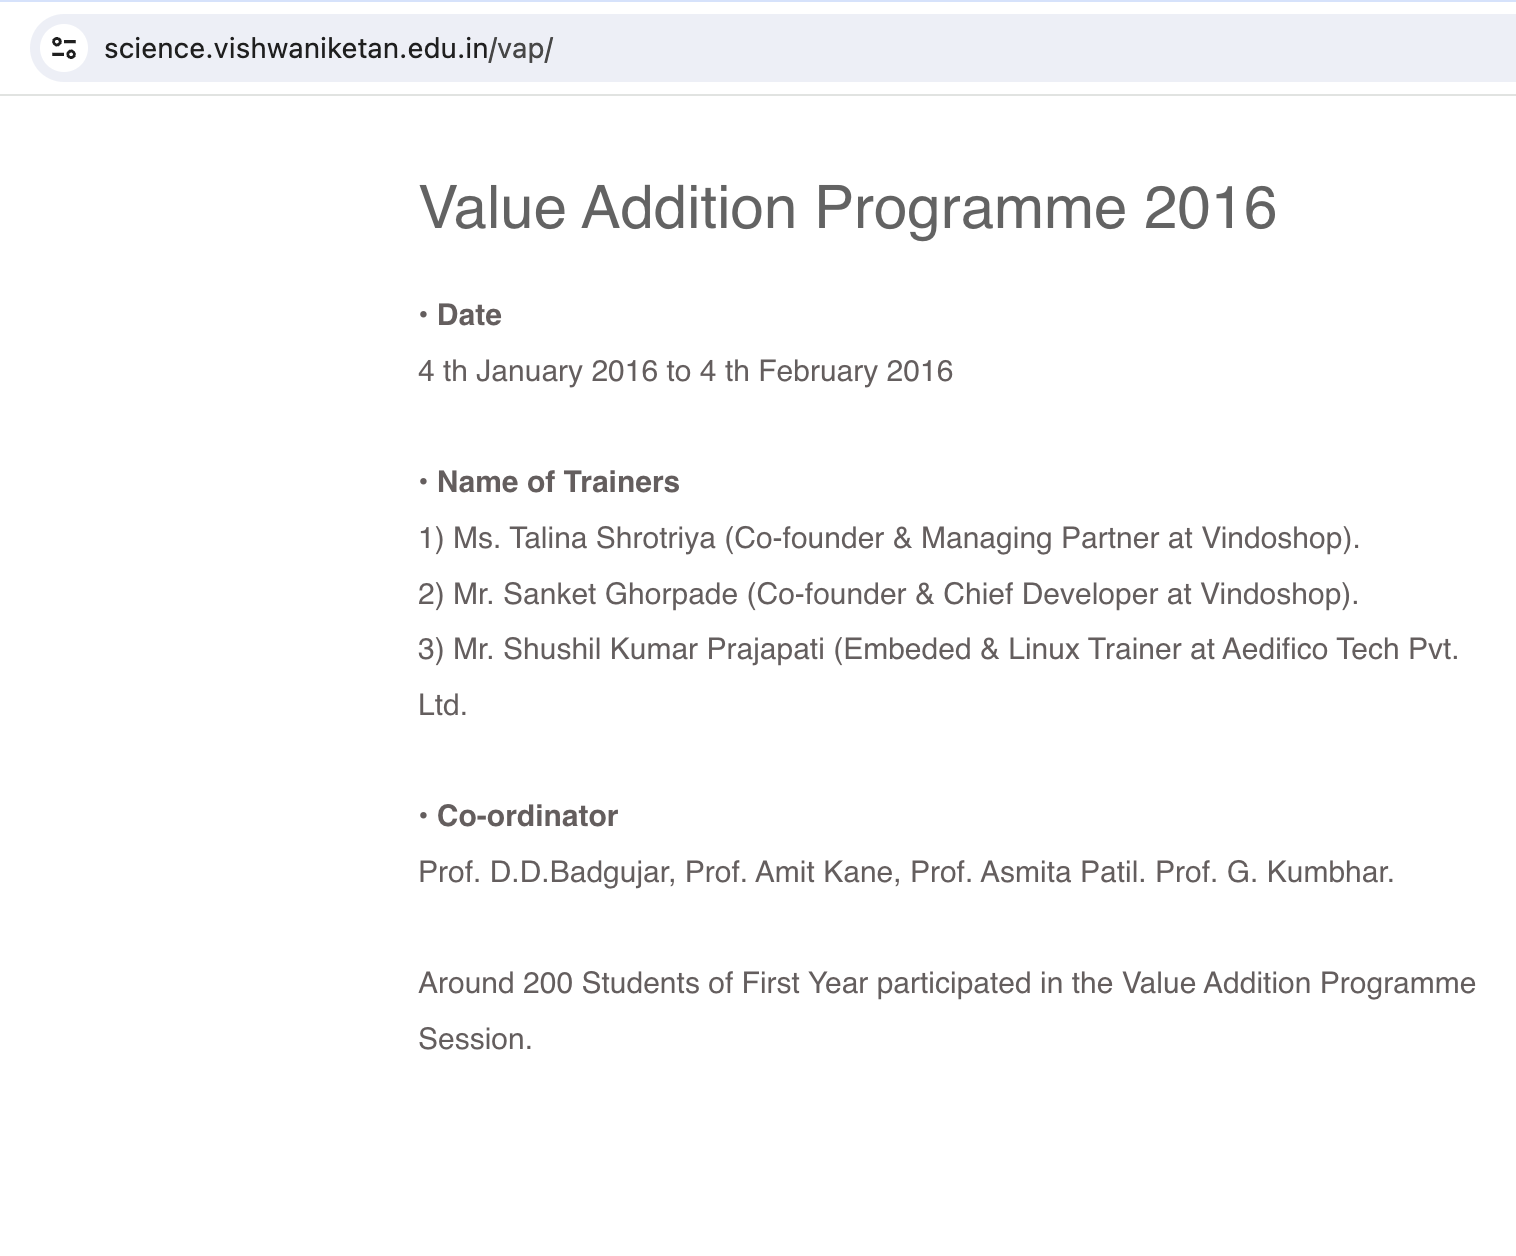 science.vishwaniketan.edu.in/vap/
Value Addition Programme 2016
• Date
4 th January 2016 to 4 th February 2016
• Name of Trainers
1) Ms. Talina Shrotriya (Co-founder & Managing Partner at Vindoshop).
2) Mr. Sanket Ghorpade (Co-founder & Chief Developer at Vindoshop).
3) Mr. Shushil Kumar Prajapati (Embeded & Linux Trainer at Aedifico Tech Pvt.
Ltd.
• Co-ordinator
Prof. D.D.Badgujar, Prof. Amit Kane, Prof. Asmita Patil. Prof. G. Kumbhar.
Around 200 Students of First Year participated in the Value Addition Programme
Session.